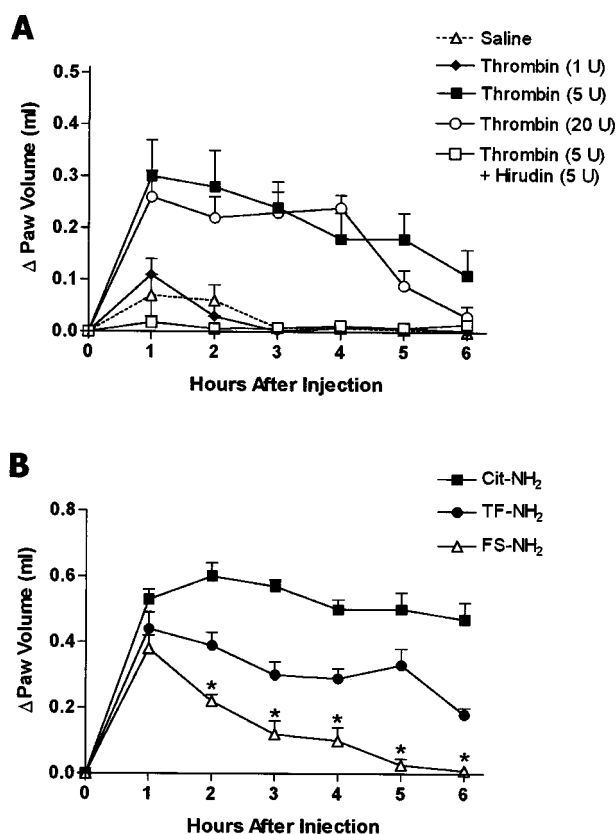 A
Saline
Thrombin (1 U)
Thrombin (5 U)
Thrombin (20 U)
Thrombin (5 U)
+ Hirudin (5 U)
Δ Paw Volume (ml)
0.5
0.4
0.3
0.2
0.1
0.0
0 1 2 3 4 5 6
Hours After Injection
B
Cit-NH₂
TF-NH₂
FS-NH₂
Δ Paw Volume (ml)
0.8
0.6
0.4
0.2
0.0
* * * * *
0 1 2 3 4 5 6
Hours After Injection